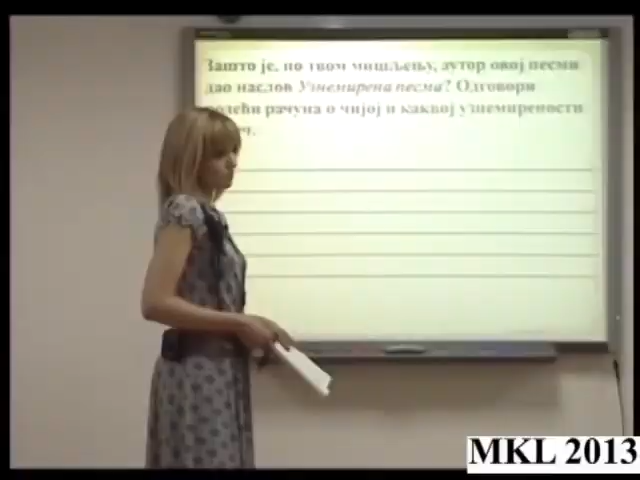 Зашто је, по твом мишљењу, аутор овој песми
дао наслов Узнемирена песма? Одговори
водећи рачуна о чијој и каквој узнемирености
реч.
MKL 2013